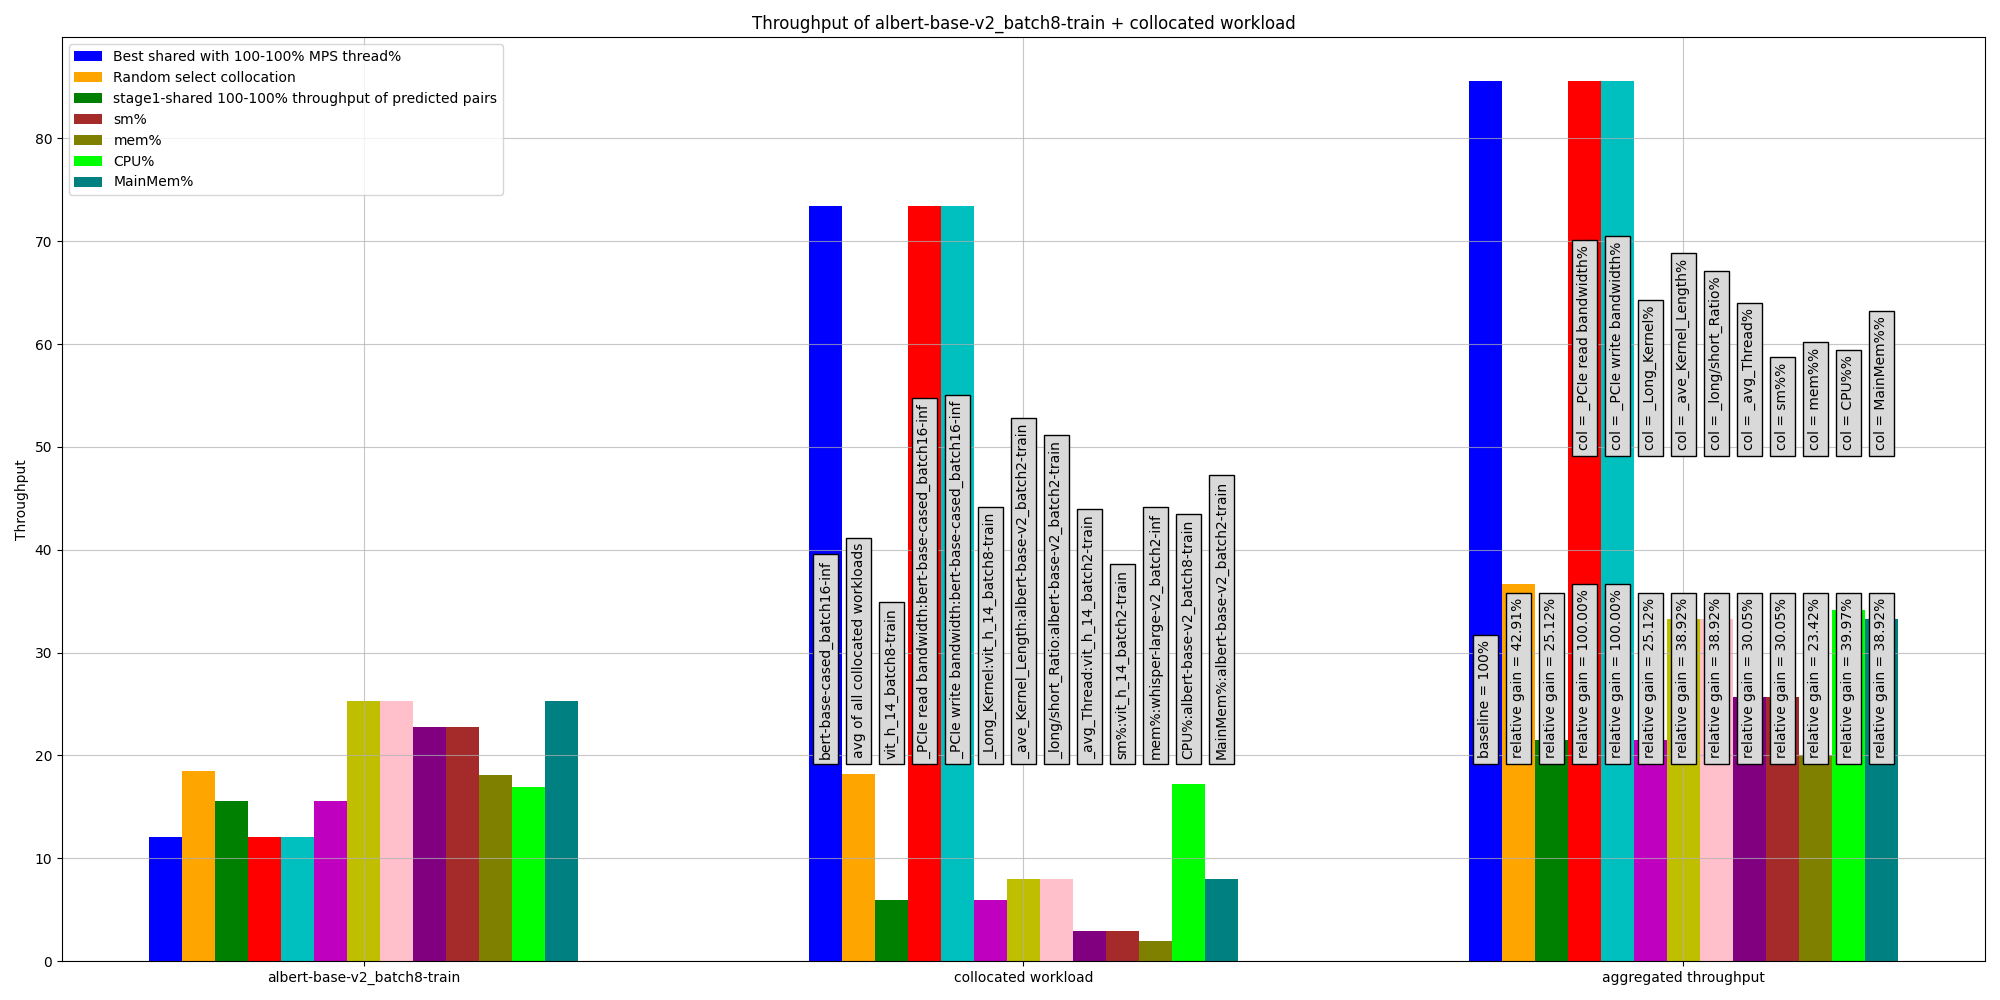 Throughput of albert-base-v2_batch8-train + collocated workload
Best shared with 100-100% MPS thread%
Random select collocation
stage1-shared 100-100% throughput of predicted pairs
sm%
mem%
CPU%
MainMem%
Throughput
80
70
60
50
40
30
20
10
0
bert-base-cased_batch16-inf
avg of all collocated workloads
vit_h_14_batch8-train
_PCIe read bandwidth:bert-base-cased_batch16-inf
_PCIe write bandwidth:bert-base-cased_batch16-inf
_Long_Kernel:vit_h_14_batch8-train
_ave_Kernel_Length:albert-base-v2_batch2-train
_long/short_Ratio:albert-base-v2_batch2-train
_avg_Thread:vit_h_14_batch2-train
sm%:vit_h_14_batch2-train
mem%:whisper-large-v2_batch2-inf
CPU%:albert-base-v2_batch8-train
MainMem%:albert-base-v2_batch2-train
col = _PCIe read bandwidth%
col = _PCIe write bandwidth%
col = _Long_Kernel%
col = _ave_Kernel_Length%
col = _long/short_Ratio%
col = _avg_Thread%
col = sm%%
col = mem%%
col = CPU%%
col = MainMem%%
baseline = 100%
relative gain = 42.91%
relative gain = 25.12%
relative gain = 100.00%
relative gain = 100.00%
relative gain = 25.12%
relative gain = 38.92%
relative gain = 38.92%
relative gain = 30.05%
relative gain = 30.05%
relative gain = 23.42%
relative gain = 39.97%
relative gain = 38.92%
albert-base-v2_batch8-train
collocated workload
aggregated throughput